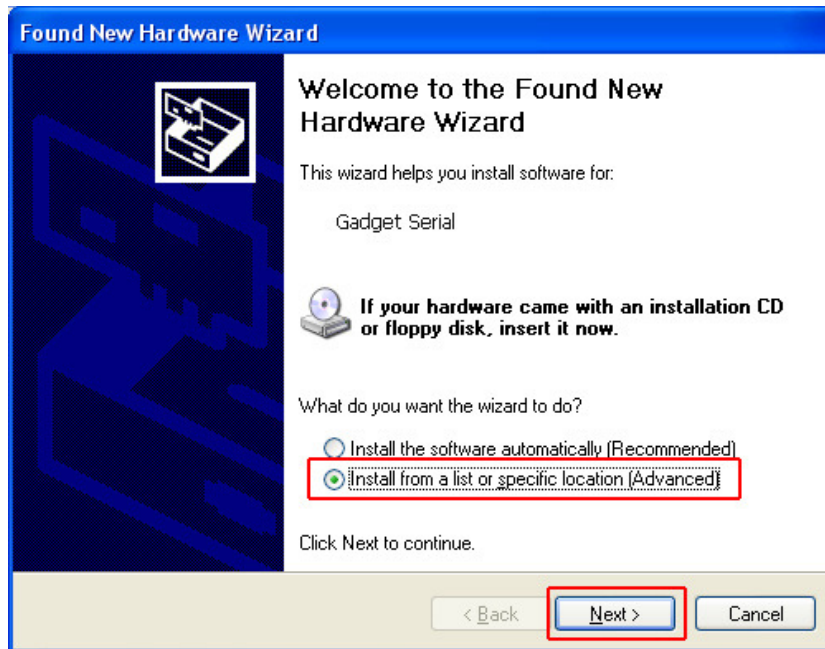 Found New Hardware Wizard
Welcome to the Found New
Hardware Wizard
This wizard helps you install software for:
Gadget Serial
If your hardware came with an installation CD
or floppy disk, insert it now.
What do you want the wizard to do?
Install the software automatically (Recommended)
Install from a list or specific location (Advanced)
Click Next to continue.
< Back Next > Cancel